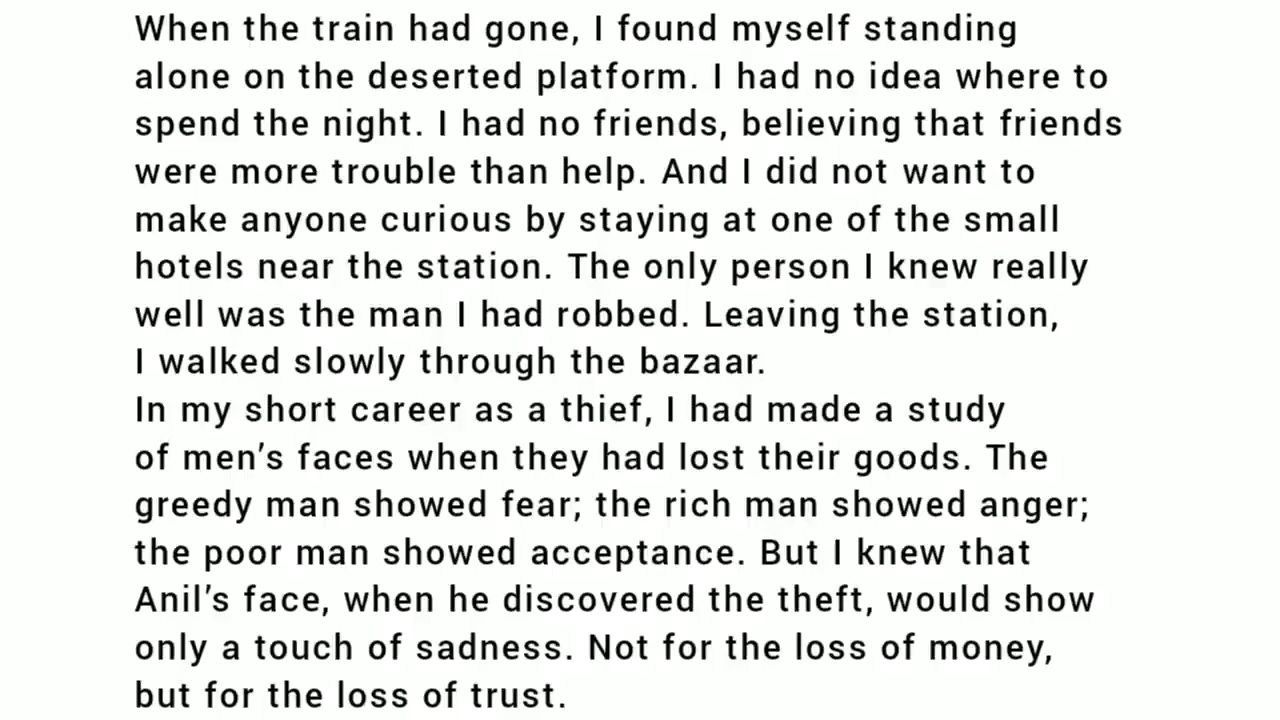 When the train had gone, I found myself standing
alone on the deserted platform. I had no idea where to
spend the night. I had no friends, believing that friends
were more trouble than help. And I did not want to
make anyone curious by staying at one of the small
hotels near the station. The only person I knew really
well was the man I had robbed. Leaving the station,
I walked slowly through the bazaar.
In my short career as a thief, I had made a study
of men’s faces when they had lost their goods. The
greedy man showed fear; the rich man showed anger;
the poor man showed acceptance. But I knew that
Anil’s face, when he discovered the theft, would show
only a touch of sadness. Not for the loss of money,
but for the loss of trust.